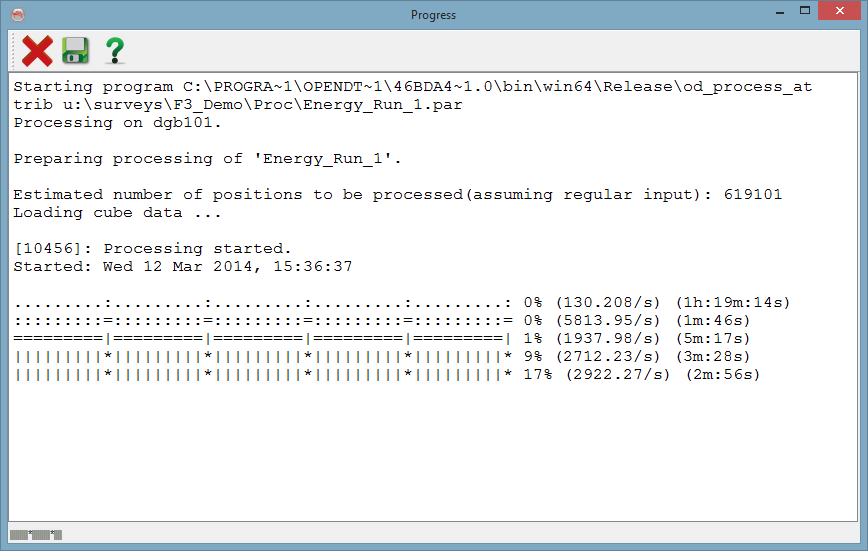 Progress
Starting program C:\PROGRA~1\OPENDT~1\46BDA4~1.0\bin\win64\Release\od_process_at
trib u:\surveys\F3_Demo\Proc\Energy_Run_1.par
Processing on dgb101.
Preparing processing of 'Energy_Run_1'.
Estimated number of positions to be processed(assuming regular input): 619101
Loading cube data ...
[10456]: Processing started.
Started: Wed 12 Mar 2014, 15:36:37
.........:.........:.........:.........:.........: 0% (130.208/s) (1h:19m:14s)
:::::::::=:::::::::=:::::::::=:::::::::=:::::::::= 0% (5813.95/s) (1m:46s)
=========|=========|=========|=========|=========| 1% (1937.98/s) (5m:17s)
|||||||||*|||||||||*|||||||||*|||||||||*|||||||||* 9% (2712.23/s) (3m:28s)
|||||||||*|||||||||*|||||||||*|||||||||*|||||||||* 17% (2922.27/s) (2m:56s)